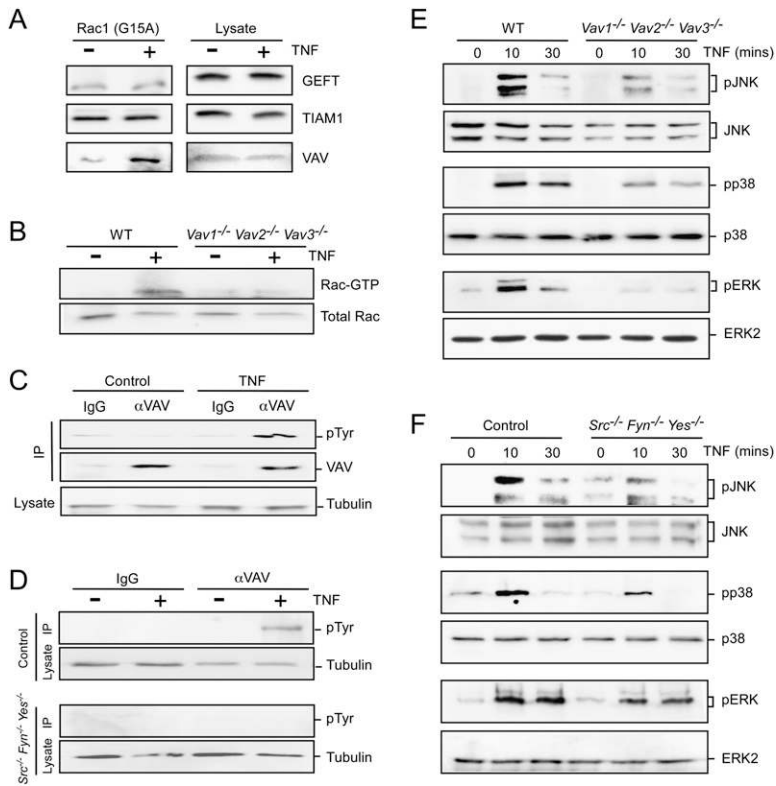 A
Rac1 (G15A) Lysate
– + – + TNF
GEFT
TIAM1
VAV
B
WT Vav1-/- Vav2-/- Vav3-/-
– + – + TNF
Rac-GTP
Total Rac
C
Control TNF
IgG αVAV IgG αVAV
IP
pTyr
VAV
Lysate Tubulin
D
IgG αVAV
– + – + TNF
Control
IP pTyr
Lysate Tubulin
Src-/- Fyn-/- Yes-/-
IP pTyr
Lysate Tubulin
E
WT Vav1-/- Vav2-/- Vav3-/-
0 10 30 0 10 30 TNF (mins)
pJNK
JNK
pp38
p38
pERK
ERK2
F
Control Src-/- Fyn-/- Yes-/-
0 10 30 0 10 30 TNF (mins)
pJNK
JNK
pp38
p38
pERK
ERK2